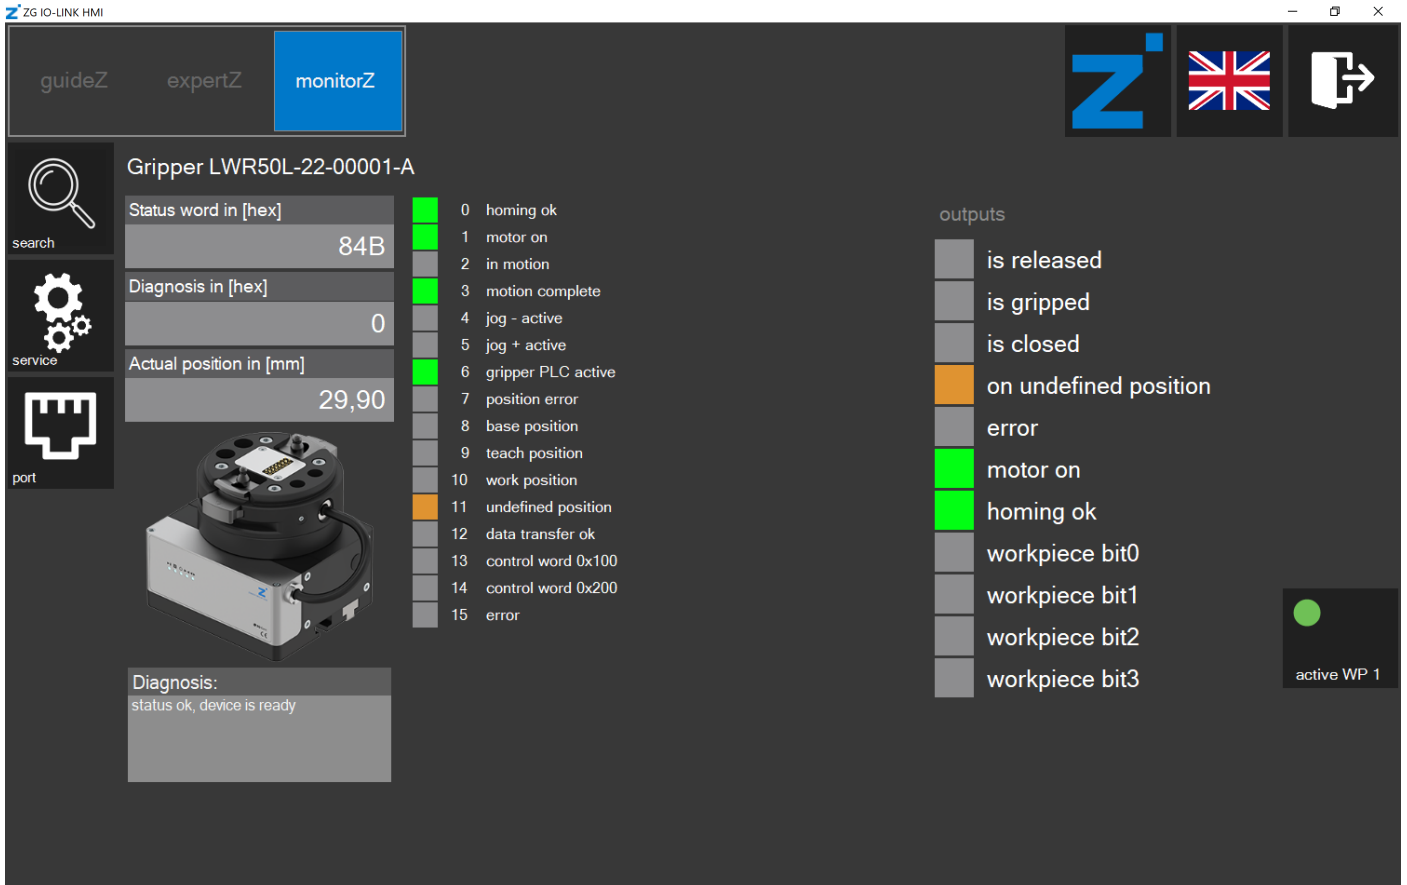 ZG IO-LINK HMI
guideZ
expertZ
monitorZ
search
service
port
Gripper LWR50L-22-00001-A
Status word in [hex]
84B
Diagnosis in [hex]
0
Actual position in [mm]
29,90
Diagnosis:
status ok, device is ready
0 homing ok
1 motor on
2 in motion
3 motion complete
4 jog - active
5 jog + active
6 gripper PLC active
7 position error
8 base position
9 teach position
10 work position
11 undefined position
12 data transfer ok
13 control word 0x100
14 control word 0x200
15 error
outputs
is released
is gripped
is closed
on undefined position
error
motor on
homing ok
workpiece bit0
workpiece bit1
workpiece bit2
workpiece bit3
active WP 1